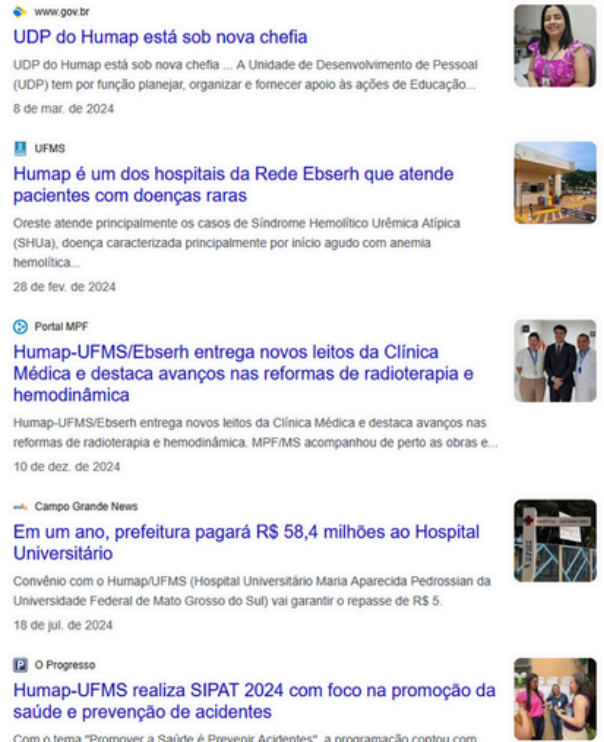 www.gov.br
UDP do Humap está sob nova chefia
UDP do Humap está sob nova chefia ... A Unidade de Desenvolvimento de Pessoal
(UDP) tem por função planejar, organizar e fornecer apoio às ações de Educação...
8 de mar. de 2024
UFMS
Humap é um dos hospitais da Rede Ebserh que atende
pacientes com doenças raras
Oreste atende principalmente os casos de Síndrome Hemolítico Urêmica Atípica
(SHUa), doença caracterizada principalmente por início agudo com anemia
hemolítica...
28 de fev. de 2024
Portal MPF
Humap-UFMS/Ebserh entrega novos leitos da Clínica
Médica e destaca avanços nas reformas de radioterapia e
hemodinâmica
Humap-UFMS/Ebserh entrega novos leitos da Clínica Médica e destaca avanços nas
reformas de radioterapia e hemodinâmica. MPF/MS acompanhou de perto as obras e...
10 de dez. de 2024
Campo Grande News
Em um ano, prefeitura pagará R$ 58,4 milhões ao Hospital
Universitário
Convênio com o Humap/UFMS (Hospital Universitário Maria Aparecida Pedrossian da
Universidade Federal de Mato Grosso do Sul) vai garantir o repasse de R$ 5.
18 de jul. de 2024
O Progresso
Humap-UFMS realiza SIPAT 2024 com foco na promoção da
saúde e prevenção de acidentes
Com o tema "Promover a Saúde é Prevenir Acidentes", a programação contou com